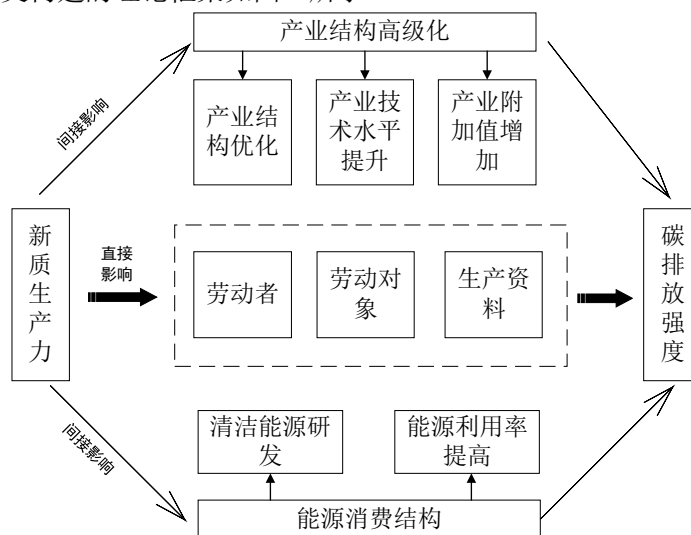 产业结构高级化
产业结
构优化
产业技
术水平
提升
产业附
加值增
加
间接影响
新
质
生
产
力
直接
影响
劳动者
劳动对
象
生产资
料
碳
排
放
强
度
间接影响
清洁能源研
发
能源利用率
提高
能源消费结构